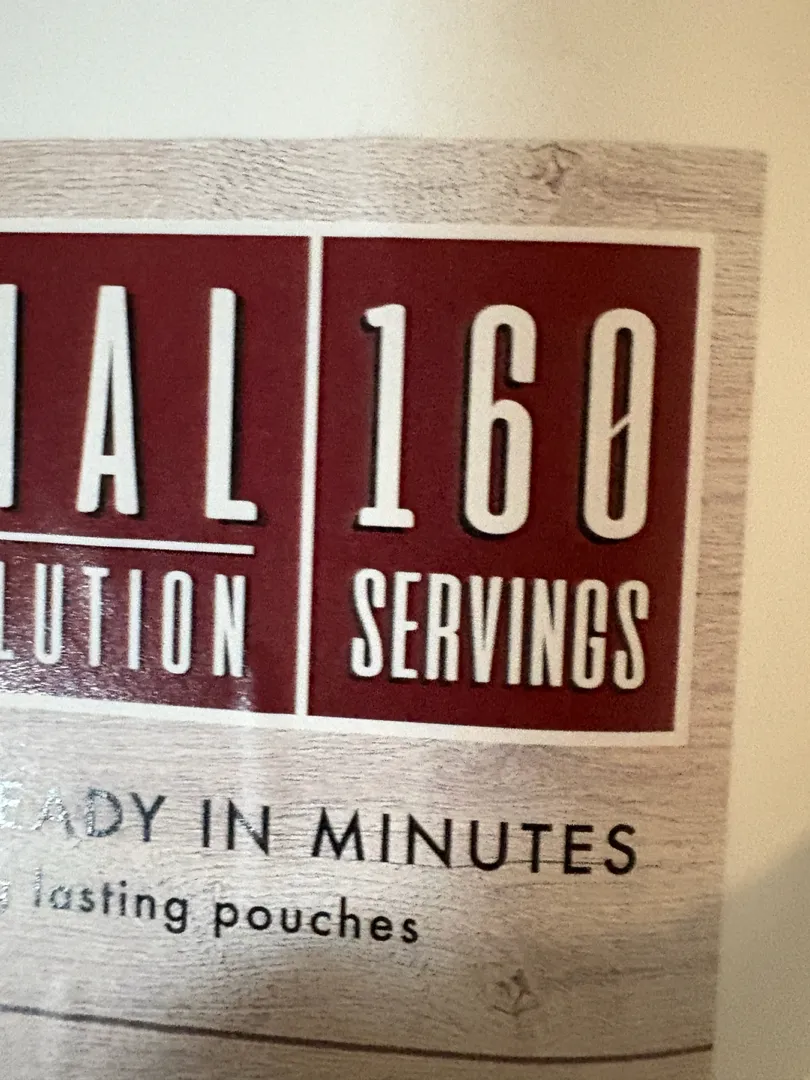 IAL
LUTION
160
SERVINGS
EADY IN MINUTES
lasting pouches